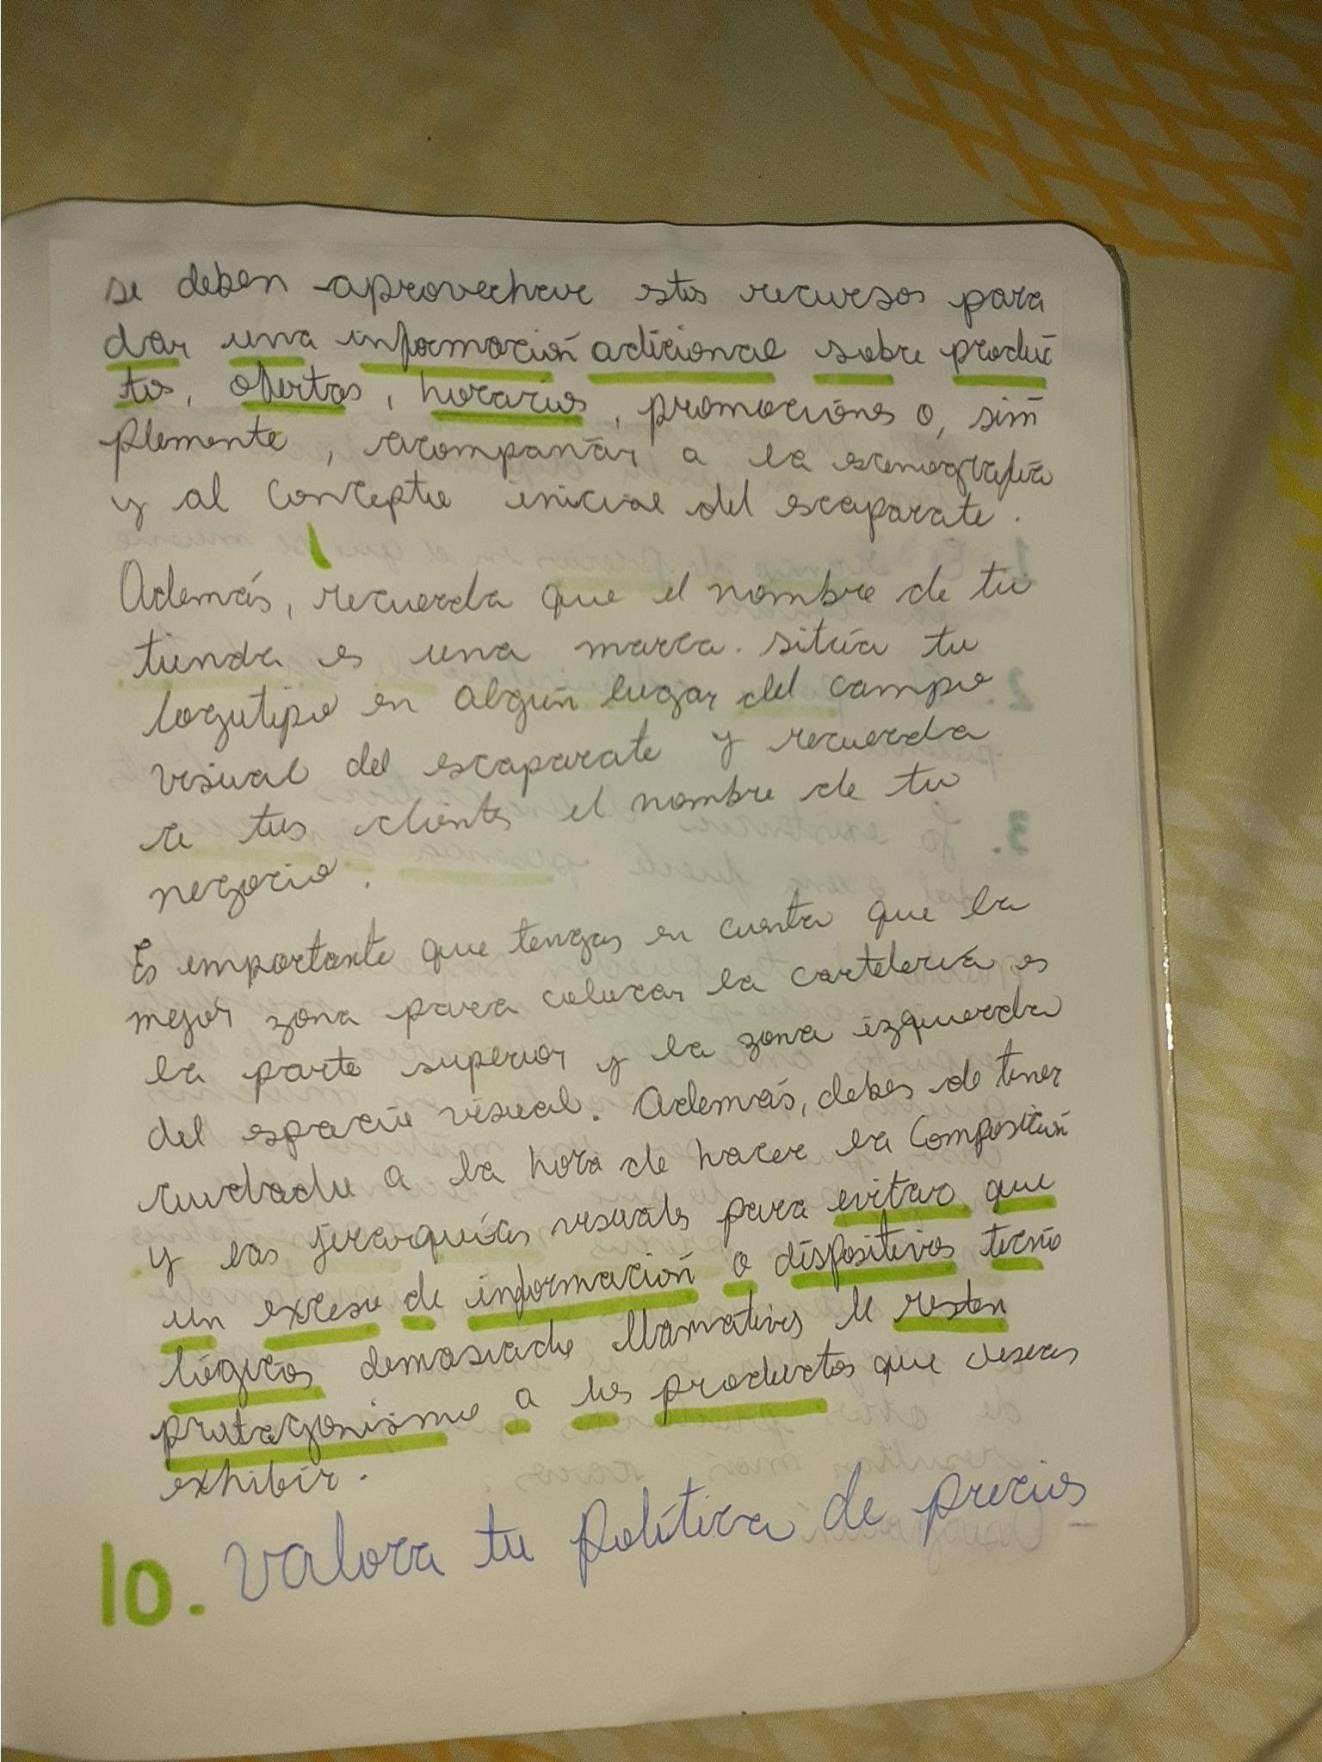 se deben aprovechar estos recursos para
dar una información adicional sobre produc
tos, ofertas, horarios, promociones o, sim
plemente, acompañar a la escenografía
y al concepto inicial del escaparate.
Además, recuerda que el nombre de tu
tienda es una marca. sitúa tu
logotipo en algún lugar del campo
visual del escaparate y recuerda
a tus clientes el nombre de tu
negocio.
Es importante que tengas en cuenta que la
mejor zona para colocar la cartelería es
la parte superior y la zona izquierda
del espacio visual. Además, debes de tener
cuidado a la hora de hacer la composición
y las jerarquías visuales para evitar que
un exceso de información o dispositivos tecno
lógicos demasiado llamativos le resten
protagonismo a los productos que deseas
exhibir.
10. valora tu política de precios